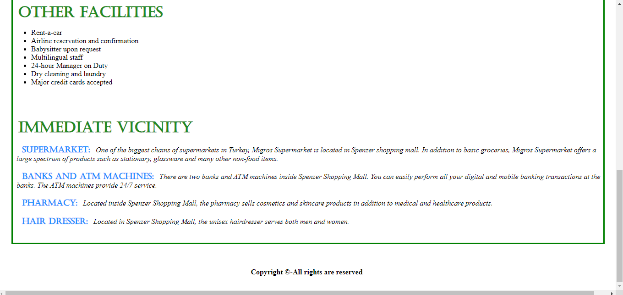 OTHER FACILITIES
Rent-a-car
Airline reservation and confirmation
Babysitter upon request
Multilingual staff
24-hour Manager on Duty
Dry cleaning and laundry
Major credit cards accepted
IMMEDIATE VICINITY
SUPERMARKET: One of the biggest chains of supermarkets in Turkey, Migros Supermarket is located in Spenzer shopping mall. In addition to basic groceries, Migros Supermarket offers a
large spectrum of products such as stationary, glassware and many other non-food items.
BANKS AND ATM MACHINES: There are two banks and ATM machines inside Spenzer Shopping Mall. You can easily perform all your digital and mobile banking transactions at the
banks. The ATM machines provide 24/7 service.
PHARMACY: Located inside Spenzer Shopping Mall, the pharmacy sells cosmetics and skincare products in addition to medical and healthcare products.
HAIR DRESSER: Located in Spenzer Shopping Mall, the unisex hairdresser serves both men and women.
Copyright ©-All rights are reserved